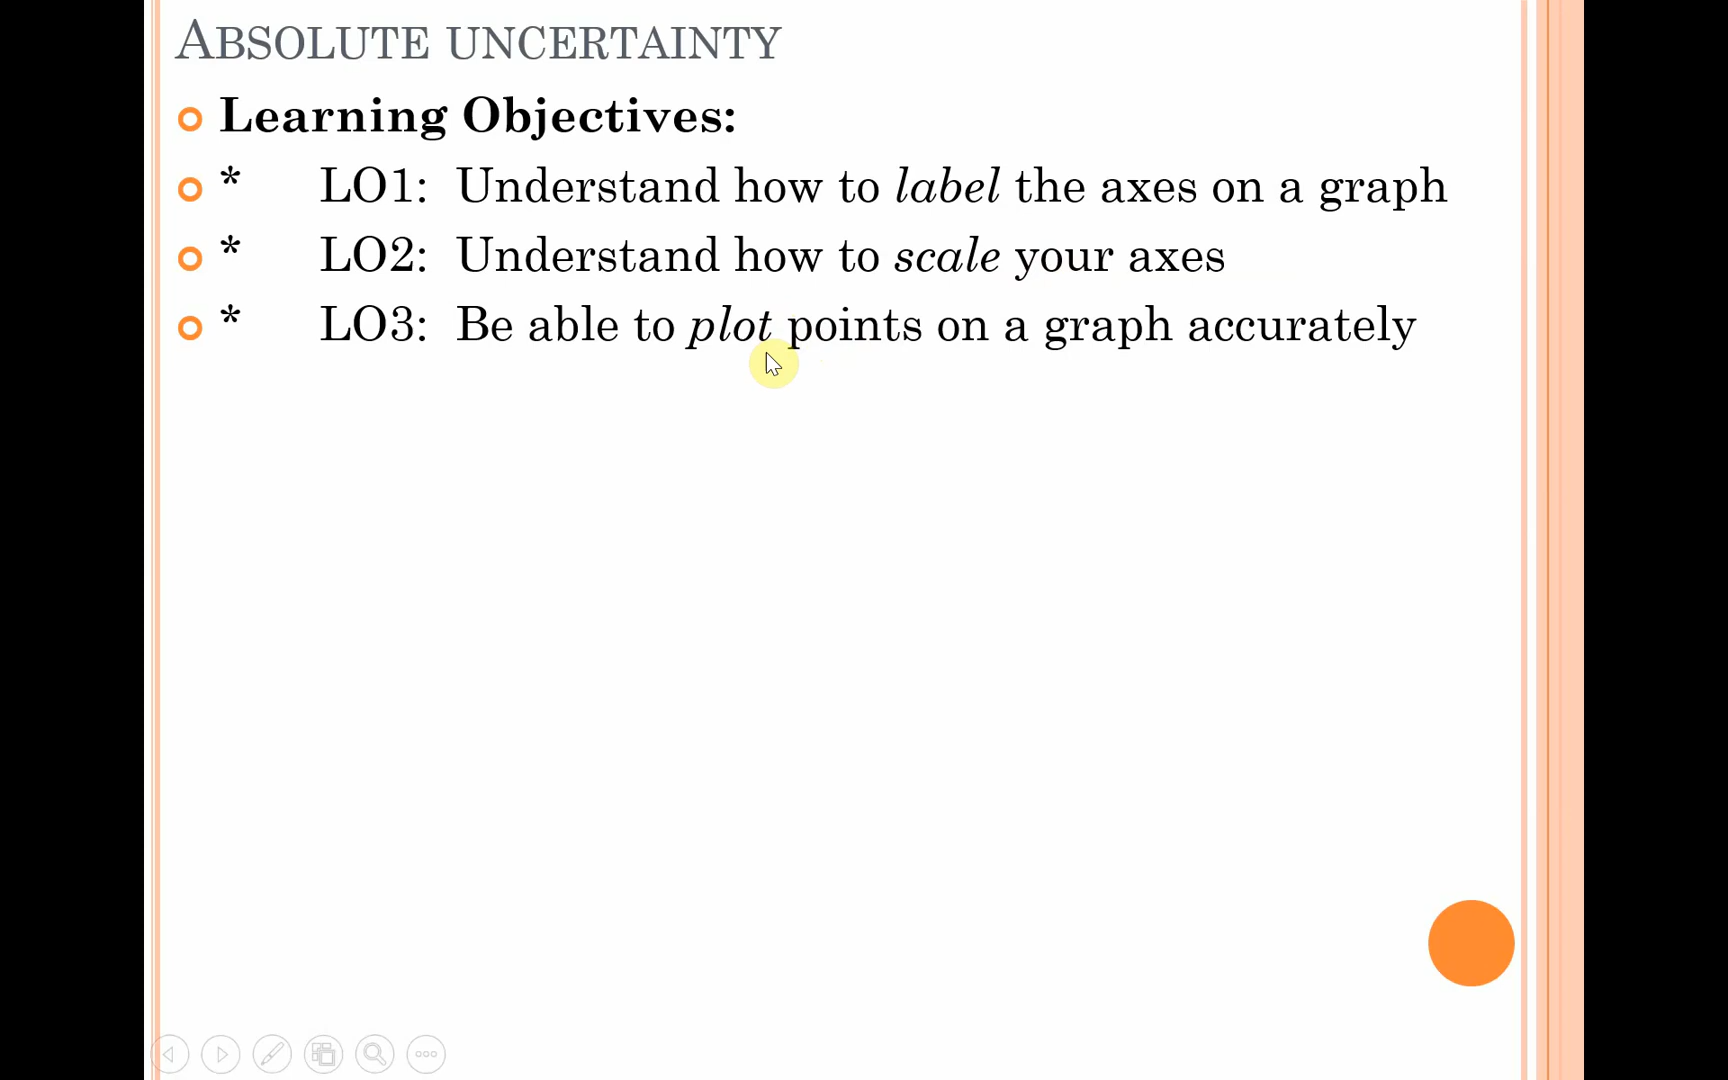 ABSOLUTE UNCERTAINTY
Learning Objectives:
* LO1: Understand how to label the axes on a graph
* LO2: Understand how to scale your axes
* LO3: Be able to plot points on a graph accurately